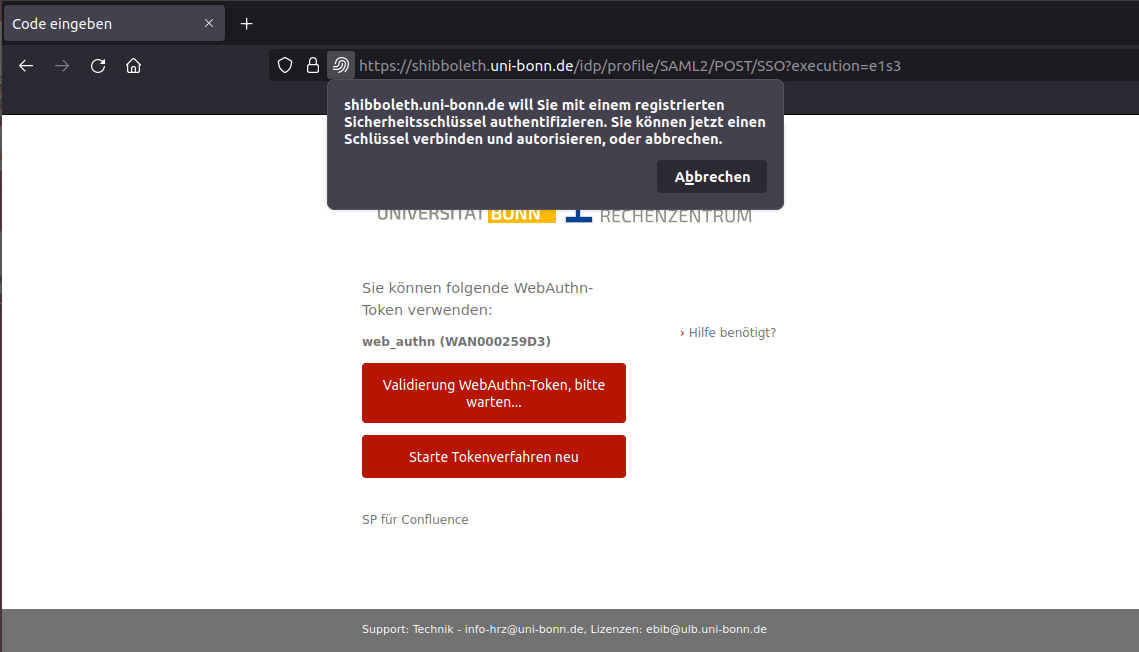 Code eingeben
https://shibboleth.uni-bonn.de/idp/profile/SAML2/POST/SSO?execution=e1s3
shibboleth.uni-bonn.de will Sie mit einem registrierten
Sicherheitsschlüssel authentifizieren. Sie können jetzt einen
Schlüssel verbinden und autorisieren, oder abbrechen.
Abbrechen
UNIVERSITÄT BONN RECHENZENTRUM
Sie können folgende WebAuthn-
Token verwenden:
› Hilfe benötigt?
web_authn (WAN000259D3)
Validierung WebAuthn-Token, bitte
warten...
Starte Tokenverfahren neu
SP für Confluence
Support: Technik - info-hrz@uni-bonn.de, Lizenzen: ebib@ulb.uni-bonn.de